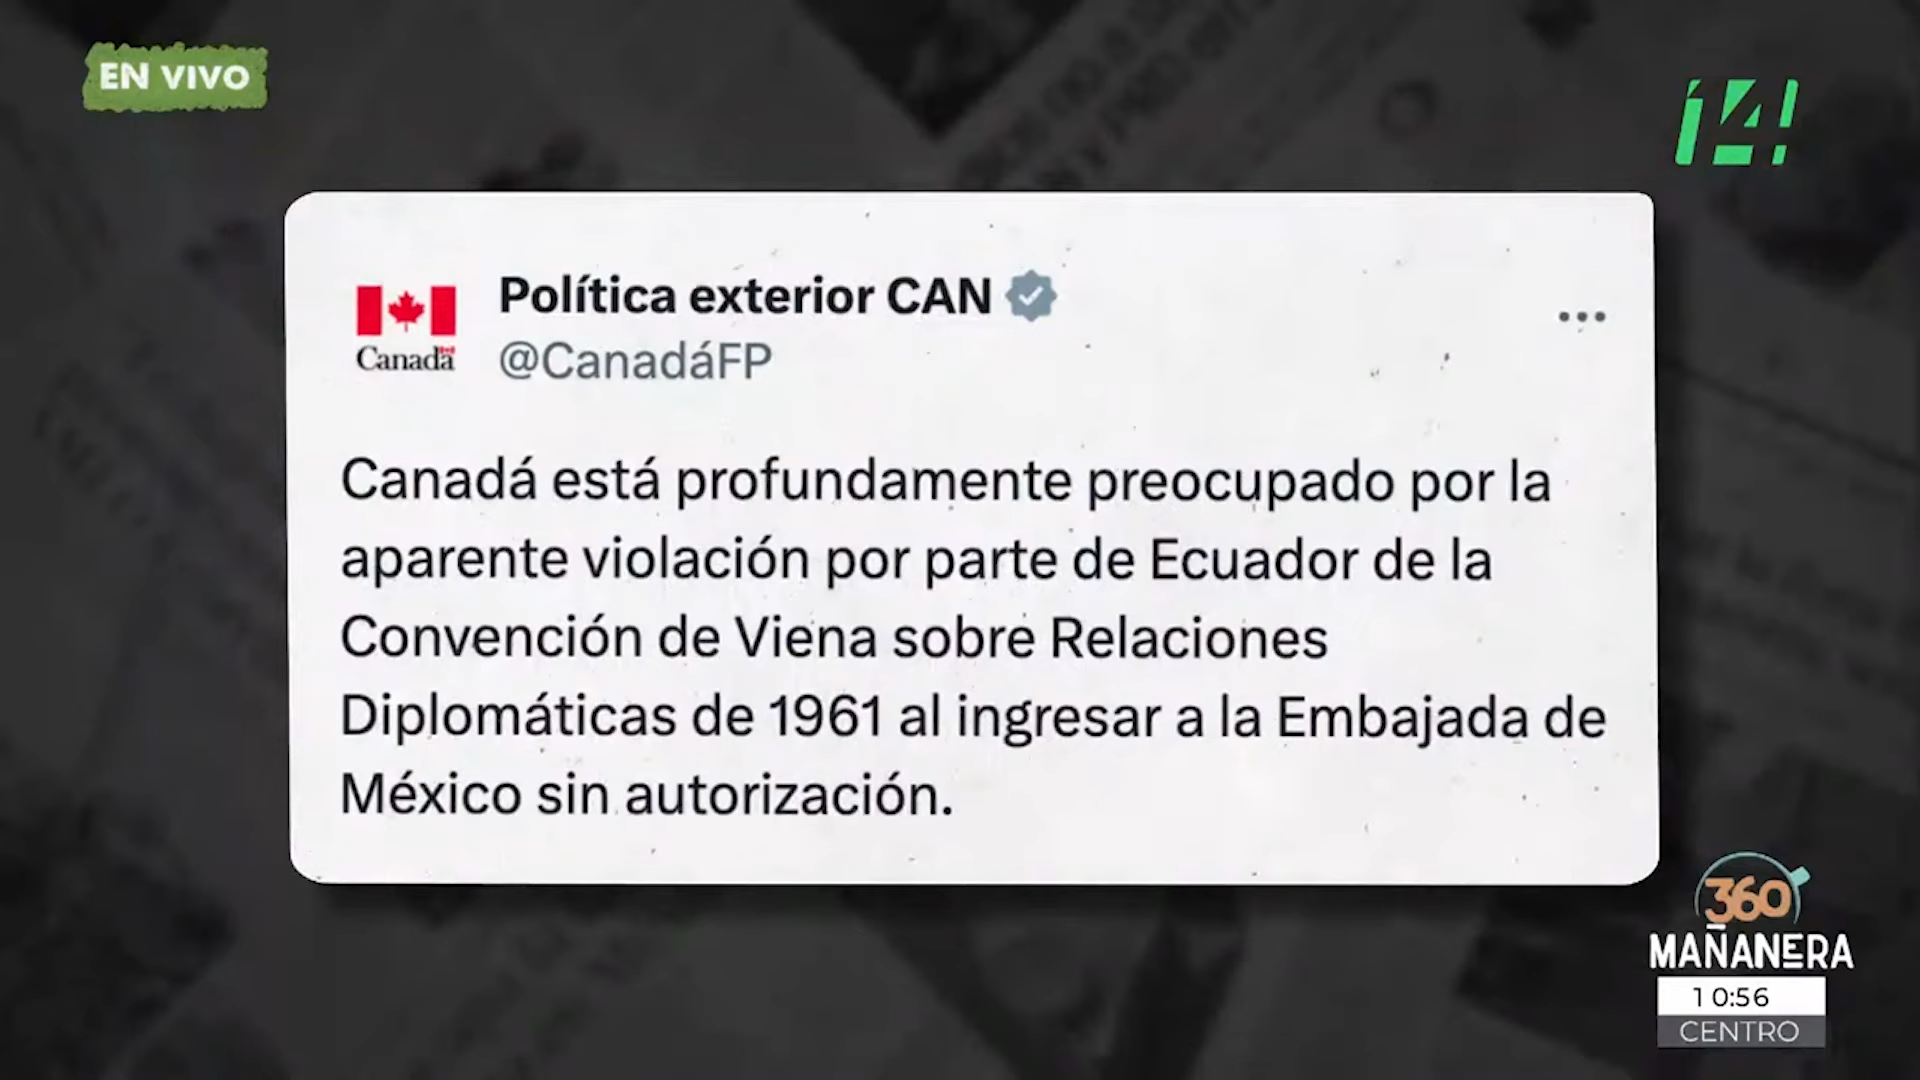 EN VIVO
14!
Política exterior CAN
Canadä
@CanadáFP
Canadá está profundamente preocupado por la
aparente violación por parte de Ecuador de la
Convención de Viena sobre Relaciones
Diplomáticas de 1961 al ingresar a la Embajada de
México sin autorización.
360
MAÑANERA
10:56
CENTRO